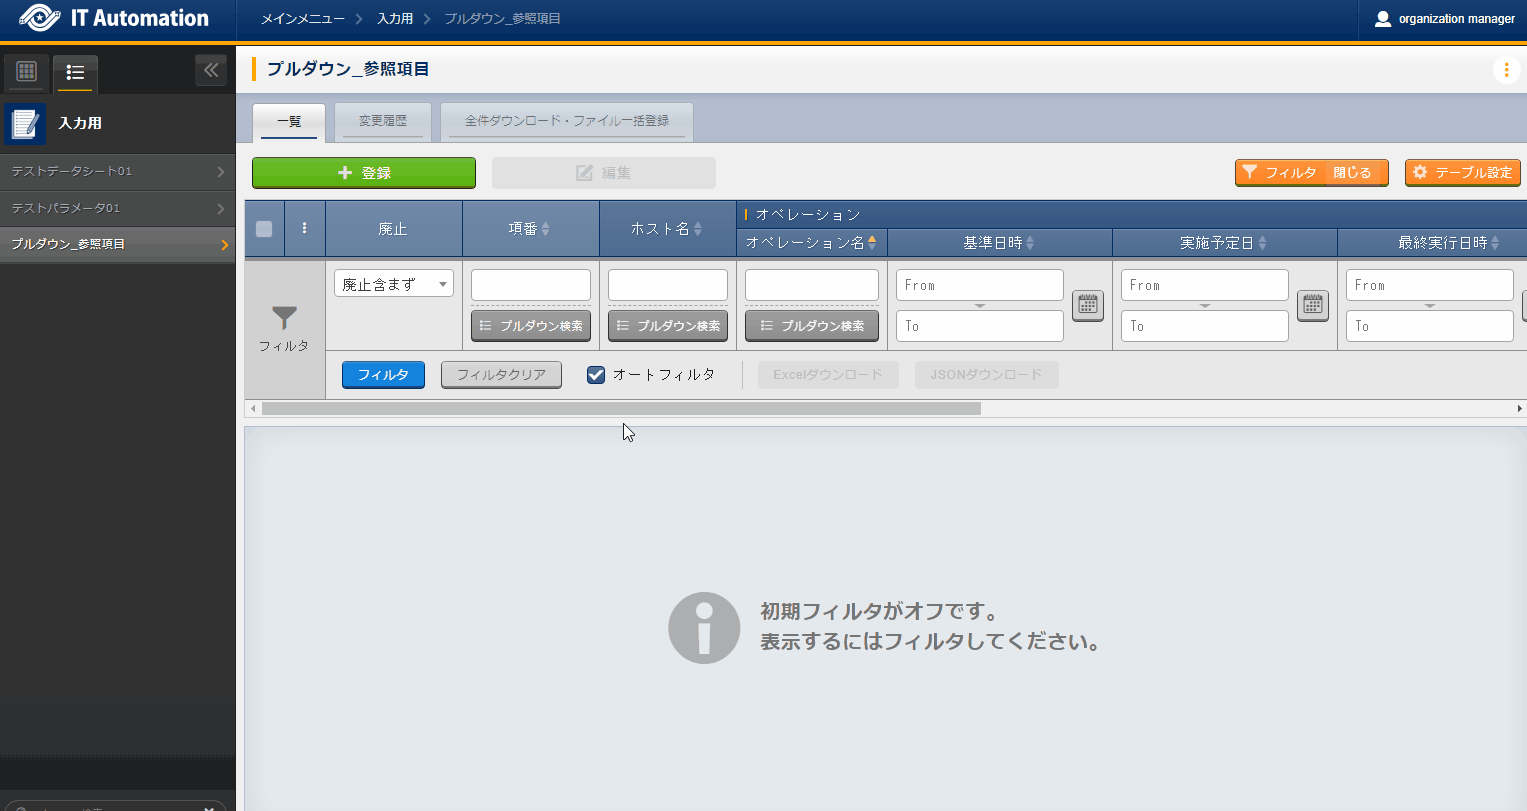 IT Automation
メインメニュー
入力用
プルダウン_参照項目
organization manager
入力用
テストデータシート01
テストパラメータ01
プルダウン_参照項目
プルダウン_参照項目
一覧
変更履歴
全件ダウンロード・ファイル一括登録
登録
編集
フィルタ 閉じる
テーブル設定
廃止
項番
ホスト名
オペレーション
オペレーション名
基準日時
実施予定日
最終実行日時
フィルタ
廃止含まず
プルダウン検索
プルダウン検索
プルダウン検索
From
To
From
To
From
To
フィルタ
フィルタクリア
オートフィルタ
Excelダウンロード
JSONダウンロード
初期フィルタがオフです。
表示するにはフィルタしてください。